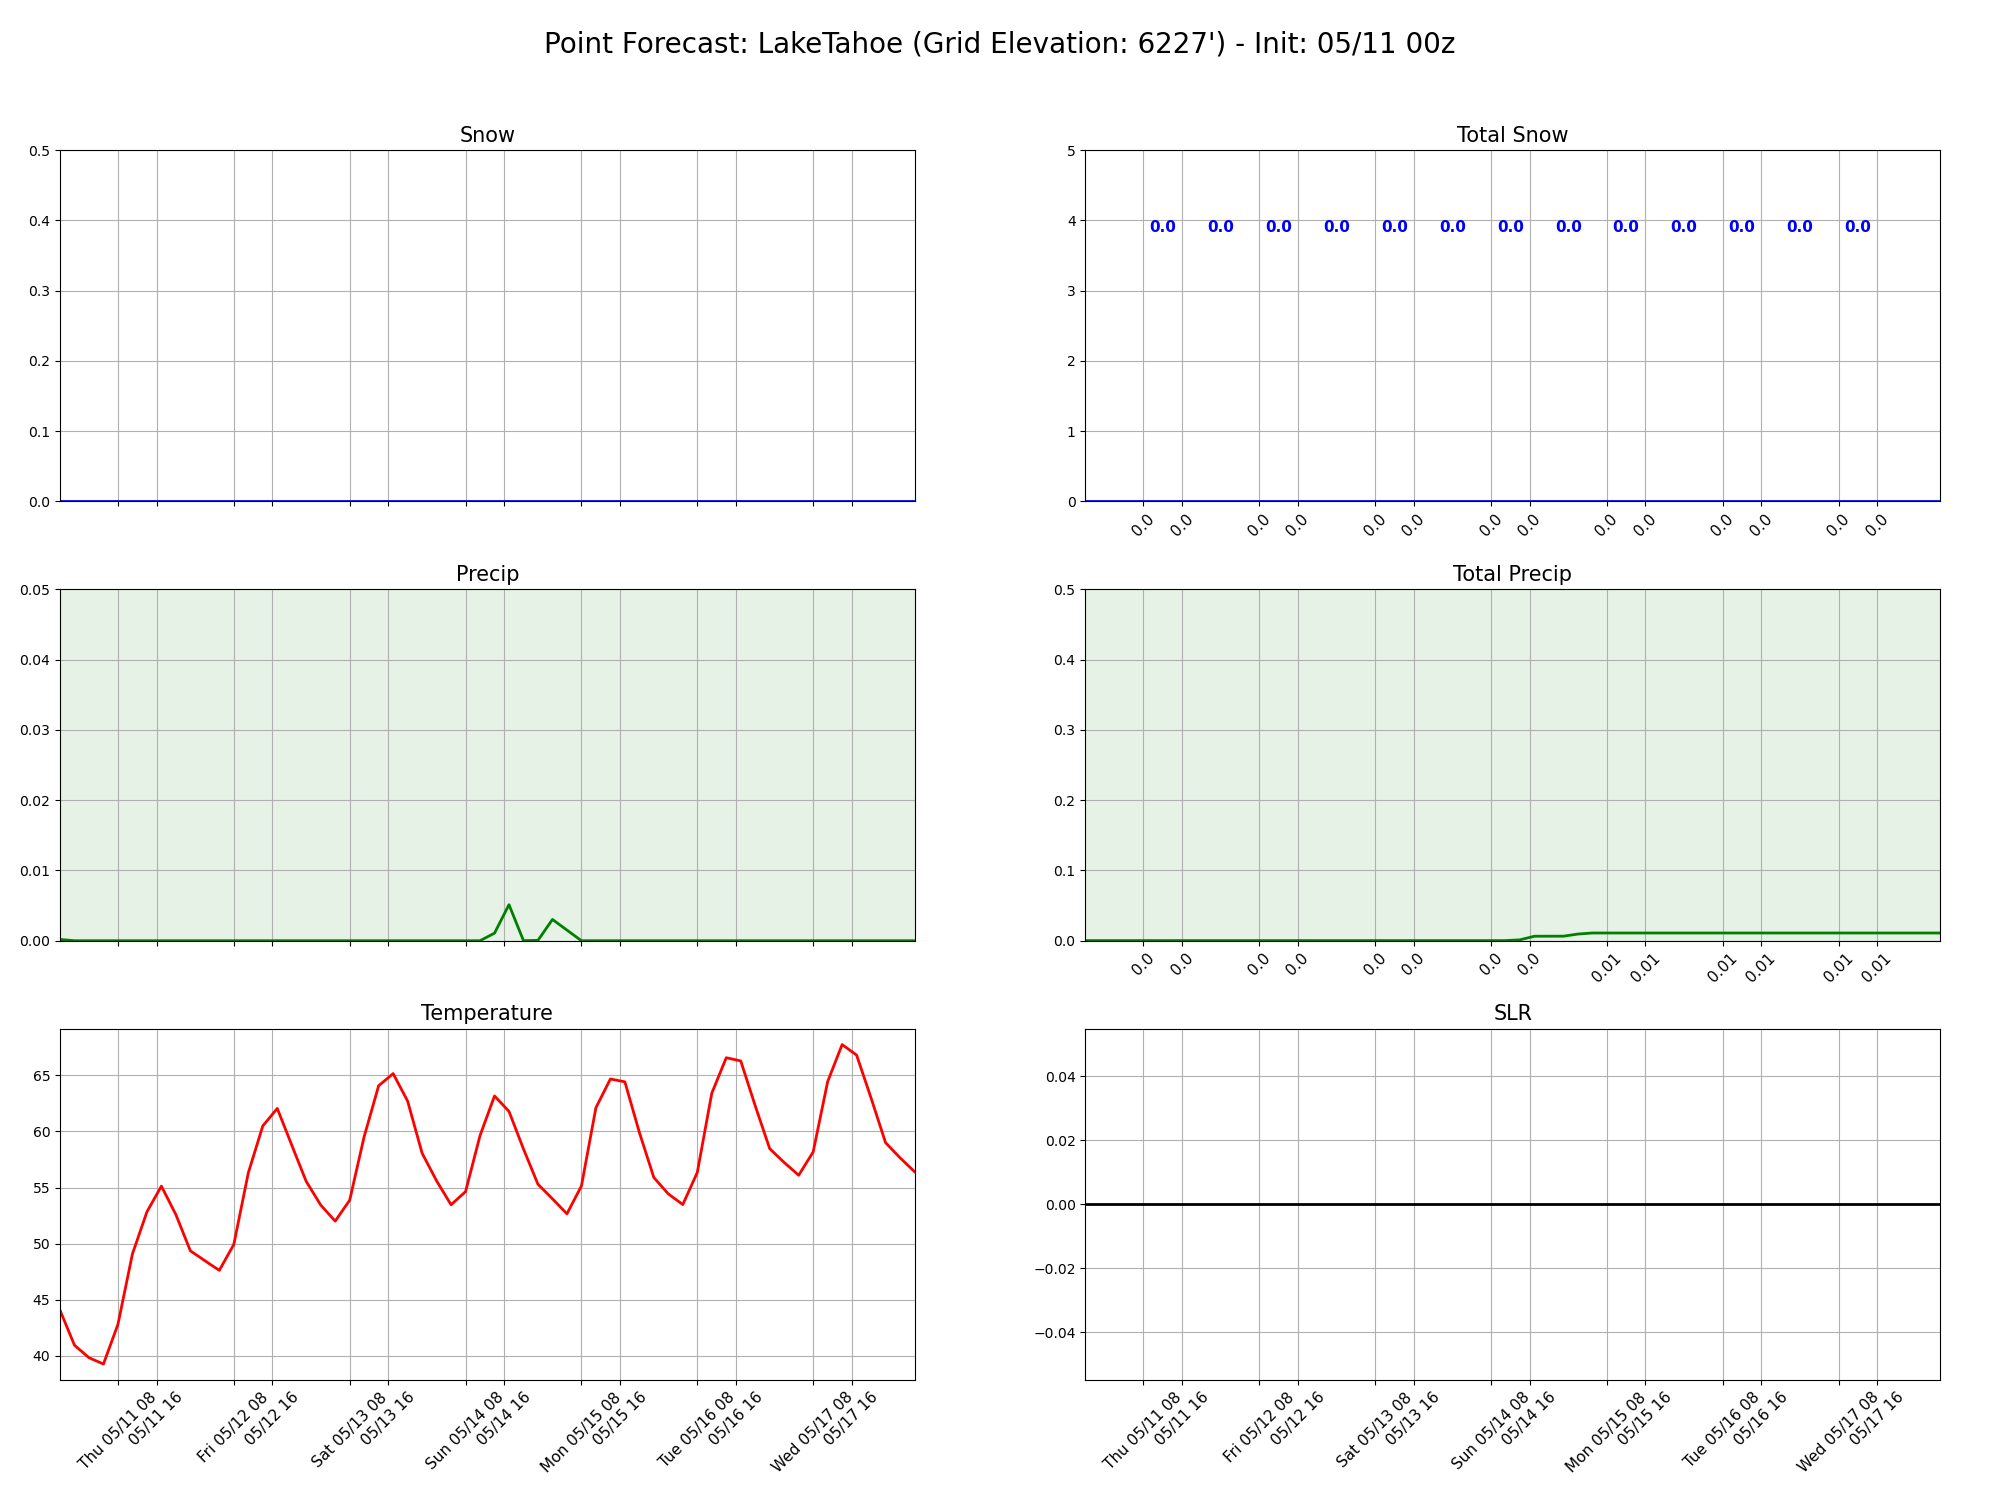 Point Forecast: LakeTahoe (Grid Elevation: 6227') - Init: 05/11 00z
Snow
0.5
0.4
0.3
0.2
0.1
0.0
Total Snow
5
4
3
2
1
0
0.0 0.0 0.0 0.0 0.0 0.0 0.0 0.0 0.0 0.0 0.0 0.0 0.0
0.0 0.0 0.0 0.0 0.0 0.0 0.0 0.0 0.0 0.0 0.0 0.0 0.0 0.0
Precip
0.05
0.04
0.03
0.02
0.01
0.00
Total Precip
0.5
0.4
0.3
0.2
0.1
0.0
0.0 0.0 0.0 0.0 0.0 0.0 0.0 0.0 0.01 0.01 0.01 0.01 0.01 0.01
Temperature
65
60
55
50
45
40
Thu 05/11 08
05/11 16
Fri 05/12 08
05/12 16
Sat 05/13 08
05/13 16
Sun 05/14 08
05/14 16
Mon 05/15 08
05/15 16
Tue 05/16 08
05/16 16
Wed 05/17 08
05/17 16
SLR
0.04
0.02
0.00
−0.02
−0.04
Thu 05/11 08
05/11 16
Fri 05/12 08
05/12 16
Sat 05/13 08
05/13 16
Sun 05/14 08
05/14 16
Mon 05/15 08
05/15 16
Tue 05/16 08
05/16 16
Wed 05/17 08
05/17 16